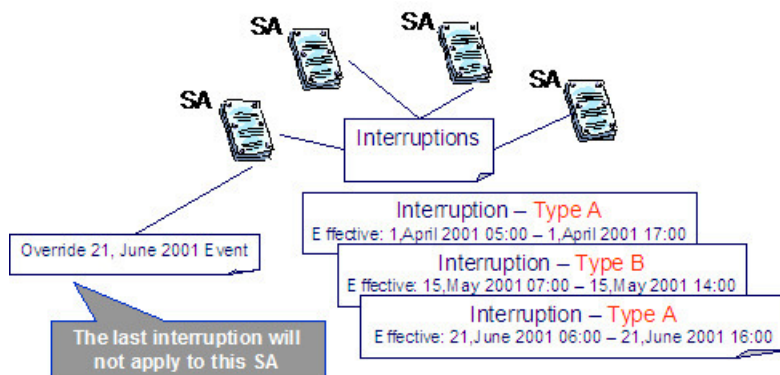 SA
SA
SA
SA
Interruptions
Interruption – Type A
Effective: 1,April 2001 05:00 – 1,April 2001 17:00
Override 21, June 2001 Event
Interruption – Type B
Effective: 15,May 2001 07:00 – 15,May 2001 14:00
Interruption – Type A
Effective: 21,June 2001 06:00 – 21,June 2001 16:00
The last interruption will
not apply to this SA